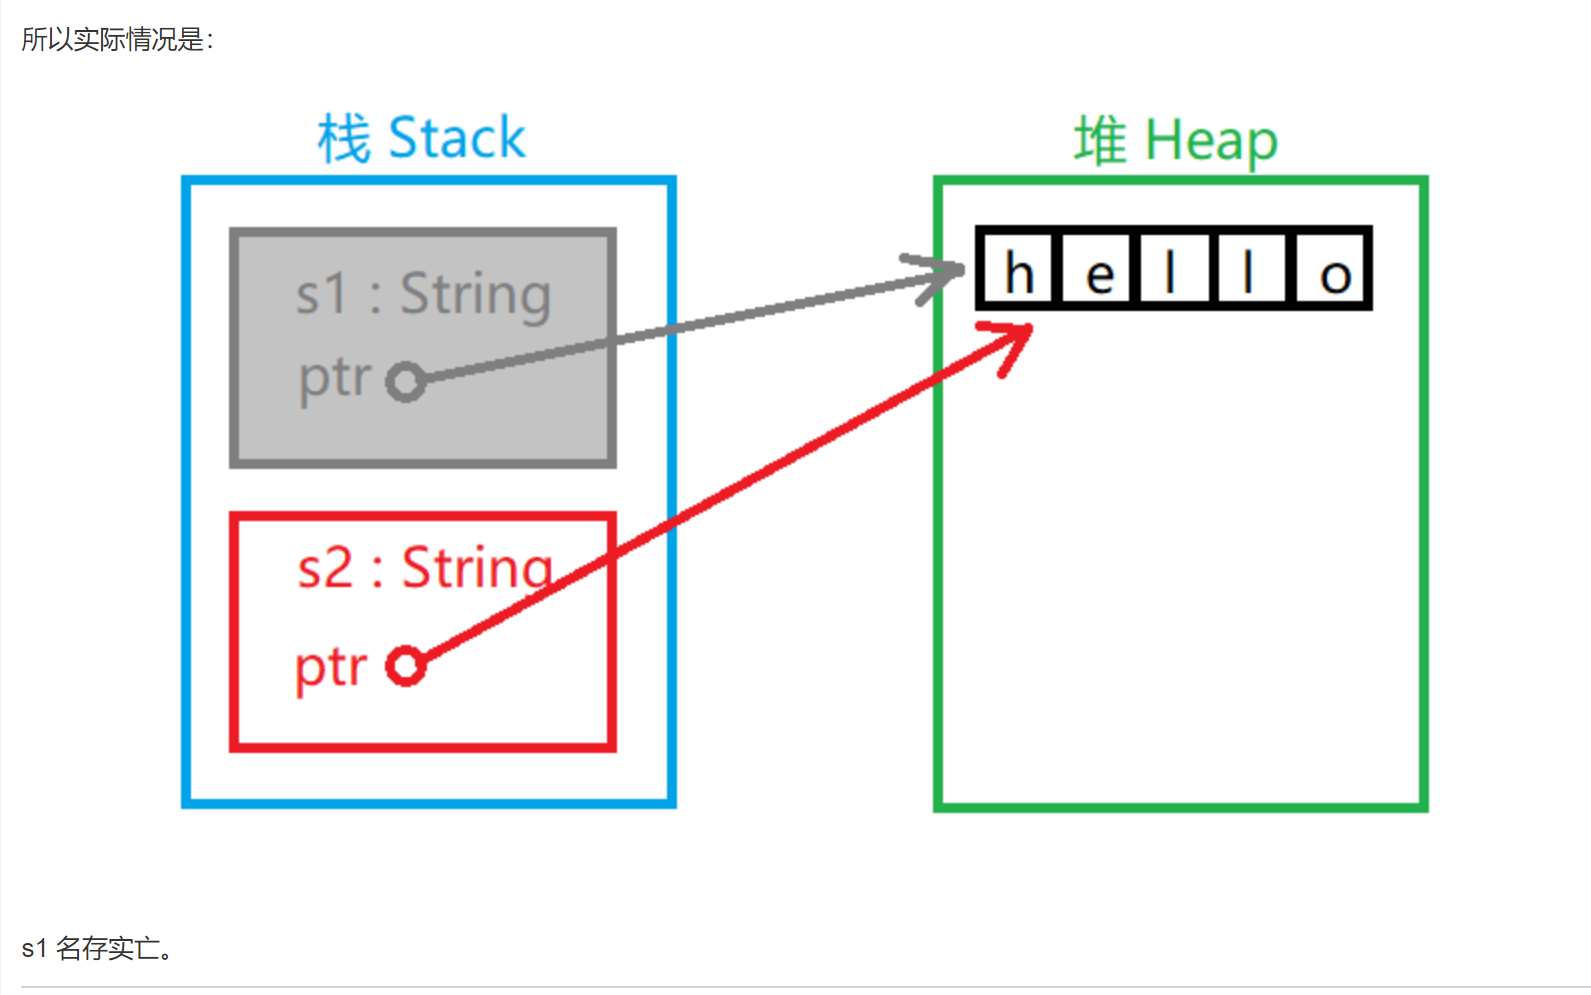 所以实际情况是：
栈 Stack
堆 Heap
s1 : String
ptr
h e l l o
s2 : String
ptr
s1 名存实亡。